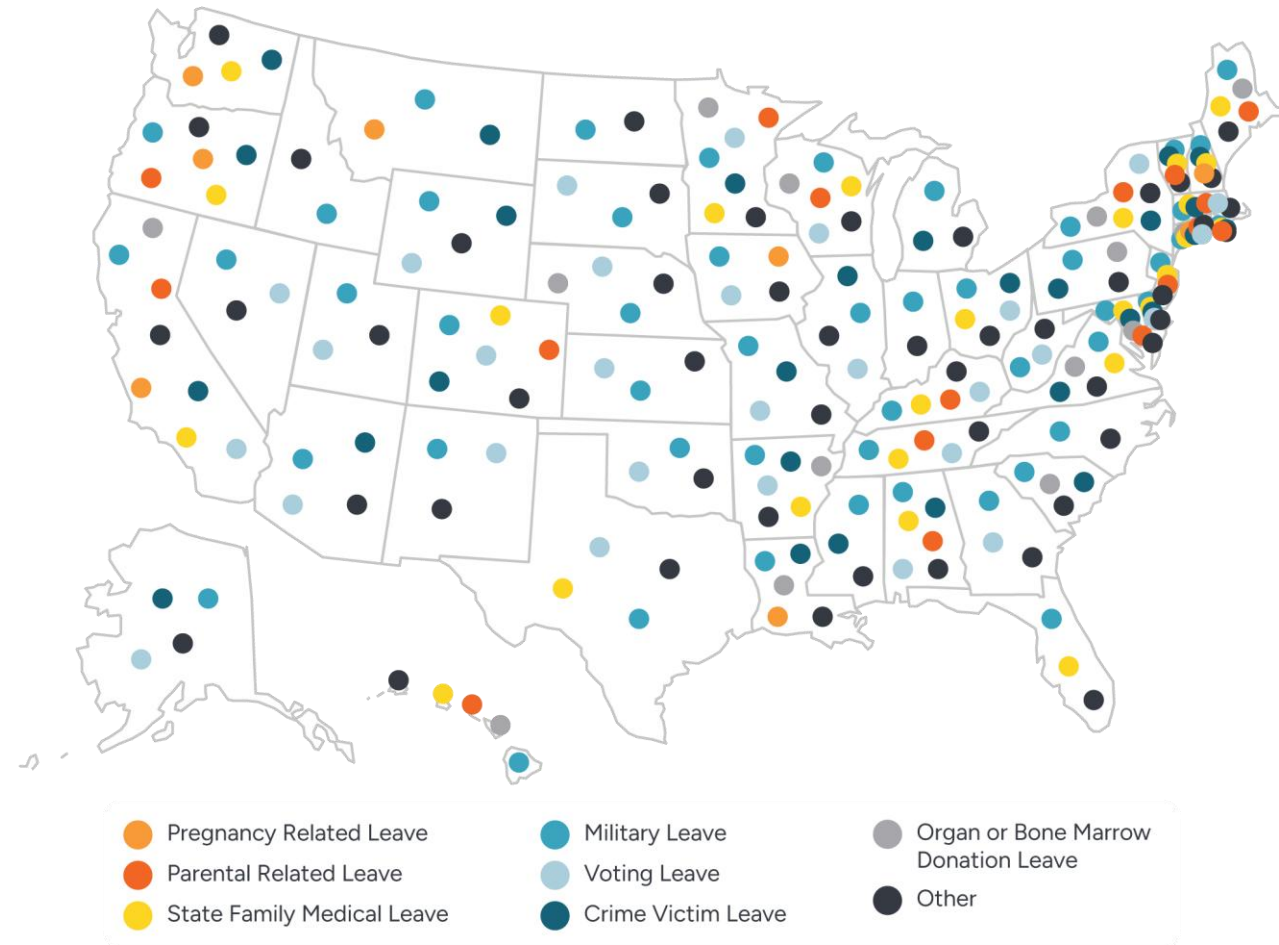 Pregnancy Related Leave
Parental Related Leave
State Family Medical Leave
Military Leave
Voting Leave
Crime Victim Leave
Organ or Bone Marrow
Donation Leave
Other